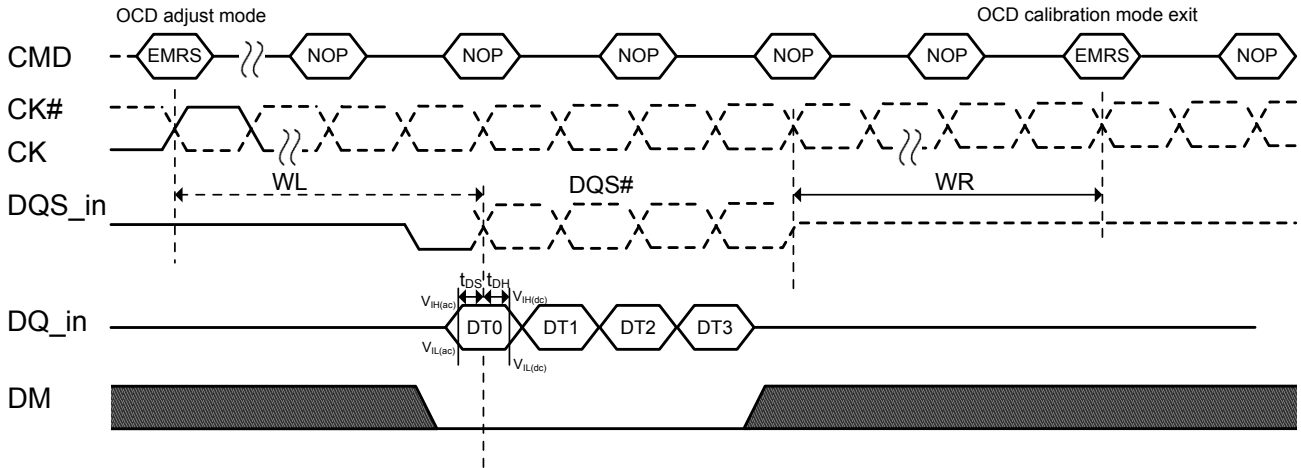 OCD adjust mode
OCD calibration mode exit
CMD
EMRS
NOP
NOP
NOP
NOP
NOP
EMRS
NOP
CK#
CK
WL
DQS#
WR
DQS_in
tDS
tDH
VIH(ac)
VIH(dc)
DQ_in
DT0
DT1
DT2
DT3
VIL(ac)
VIL(dc)
DM